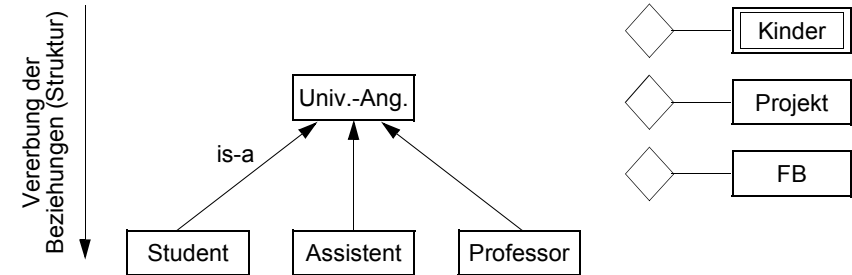 Vererbung der
Beziehungen (Struktur)
Univ.-Ang.
is-a
Student
Assistent
Professor
Kinder
Projekt
FB